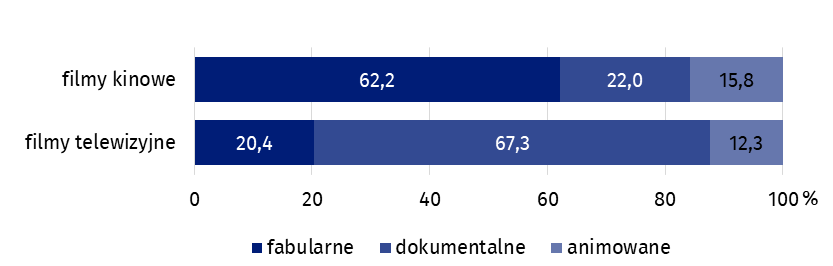 filmy kinowe 62,2 22,0 15,8
filmy telewizyjne 20,4 67,3 12,3
0 20 40 60 80 100 %
fabularne dokumentalne animowane